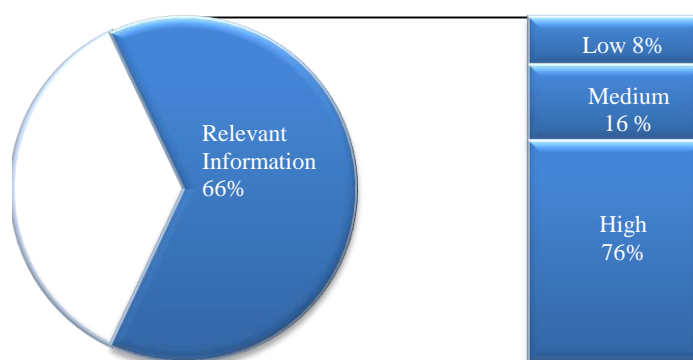 Relevant
Information
66%
Low 8%
Medium
16 %
High
76%